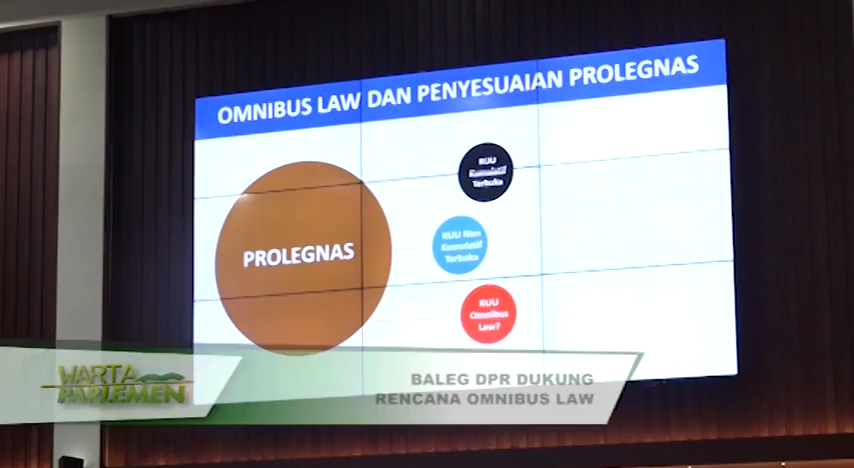 OMNIBUS LAW DAN PENYESUAIAN PROLEGNAS
RUU
Kumulatif
Terbuka
PROLEGNAS
RUU Non
Kumulatif
Terbuka
RUU
Omnibus
Law?
WARTA
PARLEMEN
BALEG DPR DUKUNG
RENCANA OMNIBUS LAW